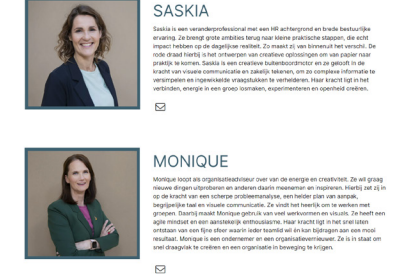 SASKIA
Saskia is een veranderprofessional met een HR achtergrond en brede bestuurlijke
ervaring. Ze brengt grote ambities terug naar kleine praktische stappen, die echt
impact hebben op de dagelijkse realiteit. Zo maakt zij van binnenuit het verschil. De
rode draad hierbij is het ontwerpen van creatieve oplossingen om van papier naar
praktijk te komen. Saskia is een creatieve buitenboordmotor en ze gelooft in de
kracht van visuele communicatie en zakelijk tekenen, om zo complexe informatie te
versimpelen en ingewikkelde vraagstukken te verhelderen. Haar kracht ligt in het
verbinden, energie in een groep losmaken, experimenteren en openheid creëren.
MONIQUE
Monique loopt als organisatieadviseur over van de energie en creativiteit. Ze wil graag
nieuwe dingen uitproberen en anderen daarin meenemen en inspireren. Hierbij zet zij in
op de kracht van een scherpe probleemanalyse, een helder plan van aanpak,
begrijpelijke taal en visuele communicatie. Ze vindt het heerlijk om te werken met
groepen. Daarbij maakt Monique gebruik van veel werkvormen en visuals. Ze heeft een
agile mindset en een aanstekelijk enthousiasme. Haar kracht ligt in het snel laten
ontstaan van een fijne sfeer waarin ieder teamlid wil én kan bijdragen aan een mooi
resultaat. Monique is een ondernemer en een organisatievernieuwer. Ze is in staat om
snel draagvlak te creëren en een organisatie in beweging te krijgen.